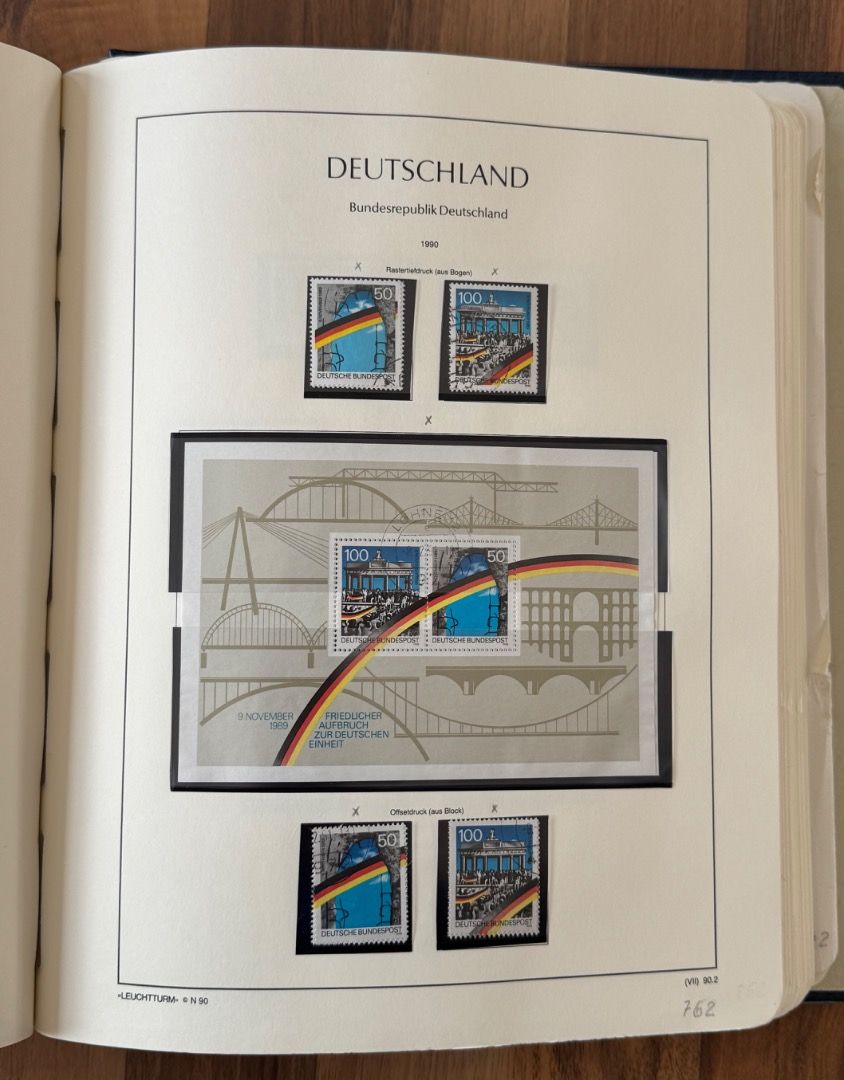 DEUTSCHLAND
Bundesrepublik Deutschland
1990
x x
Rastertiefdruck (aus Bogen)
50
DEUTSCHE BUNDESPOST
100
DEUTSCHE BUNDESPOST
x
LÖHNE
100
DEUTSCHE BUNDESPOST
50
DEUTSCHE BUNDESPOST
9. NOVEMBER
1989
FRIEDLICHER
AUFBRUCH
ZUR DEUTSCHEN
EINHEIT
x x
Offsetdruck (aus Block)
50
DEUTSCHE BUNDESPOST
100
DEUTSCHE BUNDESPOST
»LEUCHTTURM« © N 90
(VII) 90.2
762